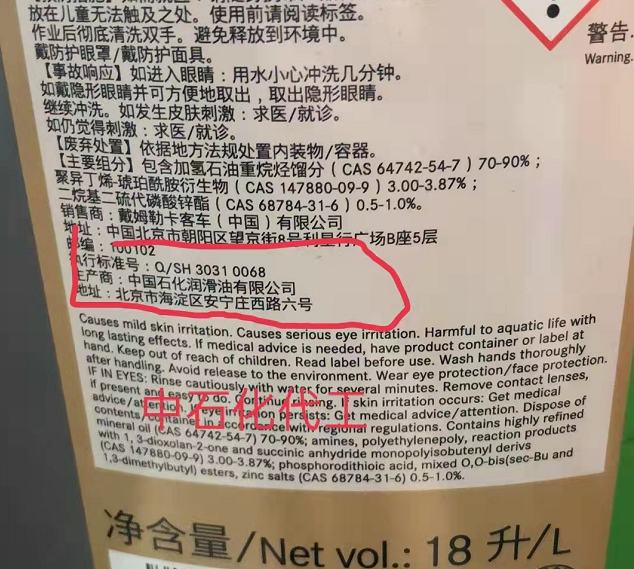 放在儿童无法触及之处。使用前请阅读标签。
作业后彻底清洗双手。避免释放到环境中。
戴防护眼罩/戴防护面具。
【事故响应】如进入眼睛：用水小心冲洗几分钟。
如戴隐形眼睛并可方便地取出，取出隐形眼睛。
继续冲洗。如发生皮肤刺激：求医/就诊。
如仍觉得刺激：求医/就诊。
【废弃处置】依据地方法规处置内装物/容器。
【主要组分】包含加氢石油重烷烃馏分（CAS 64742-54-7）70-90%；
聚异丁烯-琥珀酰胺衍生物（CAS 147880-09-9）3.00-3.87%；
二烷基二硫代磷酸锌酯（CAS 68784-31-6）0.5-1.0%。
销售商：戴姆勒卡客车（中国）有限公司
地址：中国北京市朝阳区望京街8号利星行广场B座5层
邮编：100102
执行标准号：Q/SH 3031 0068
生产商：中国石化润滑油有限公司
地址：北京市海淀区安宁庄西路六号
警告.
Warning.
Causes mild skin irritation. Causes serious eye irritation. Harmful to aquatic life with
long lasting effects. If medical advice is needed, have product container or label at
hand. Keep out of reach of children. Read label before use. Wash hands thoroughly
after handling. Avoid release to the environment. Wear eye protection/face protection.
IF IN EYES: Rinse cautiously with water for several minutes. Remove contact lenses,
if present and easy to do. Continue rinsing. If skin irritation occurs: Get medical
advice/attention. irritation persists: Get medical advice/attention. Dispose of
contents/container accordance with regional regulations. Contains highly refined
mineral oil (CAS 64742-54-7) 70-90%; amines, polyethylenepoly, reaction products
with 1, 3-dioxolan-2-one and succinic anhydride monopolyisobutenyl derivs
(CAS 147880-09-9) 3.00-3.87%; phosphorodithioic acid, mixed O,O-bis(sec-Bu and
1,3-dimethylbutyl) esters, zinc salts (CAS 68784-31-6) 0.5-1.0%.
中石化代工
净含量/Net vol.: 18 升/L